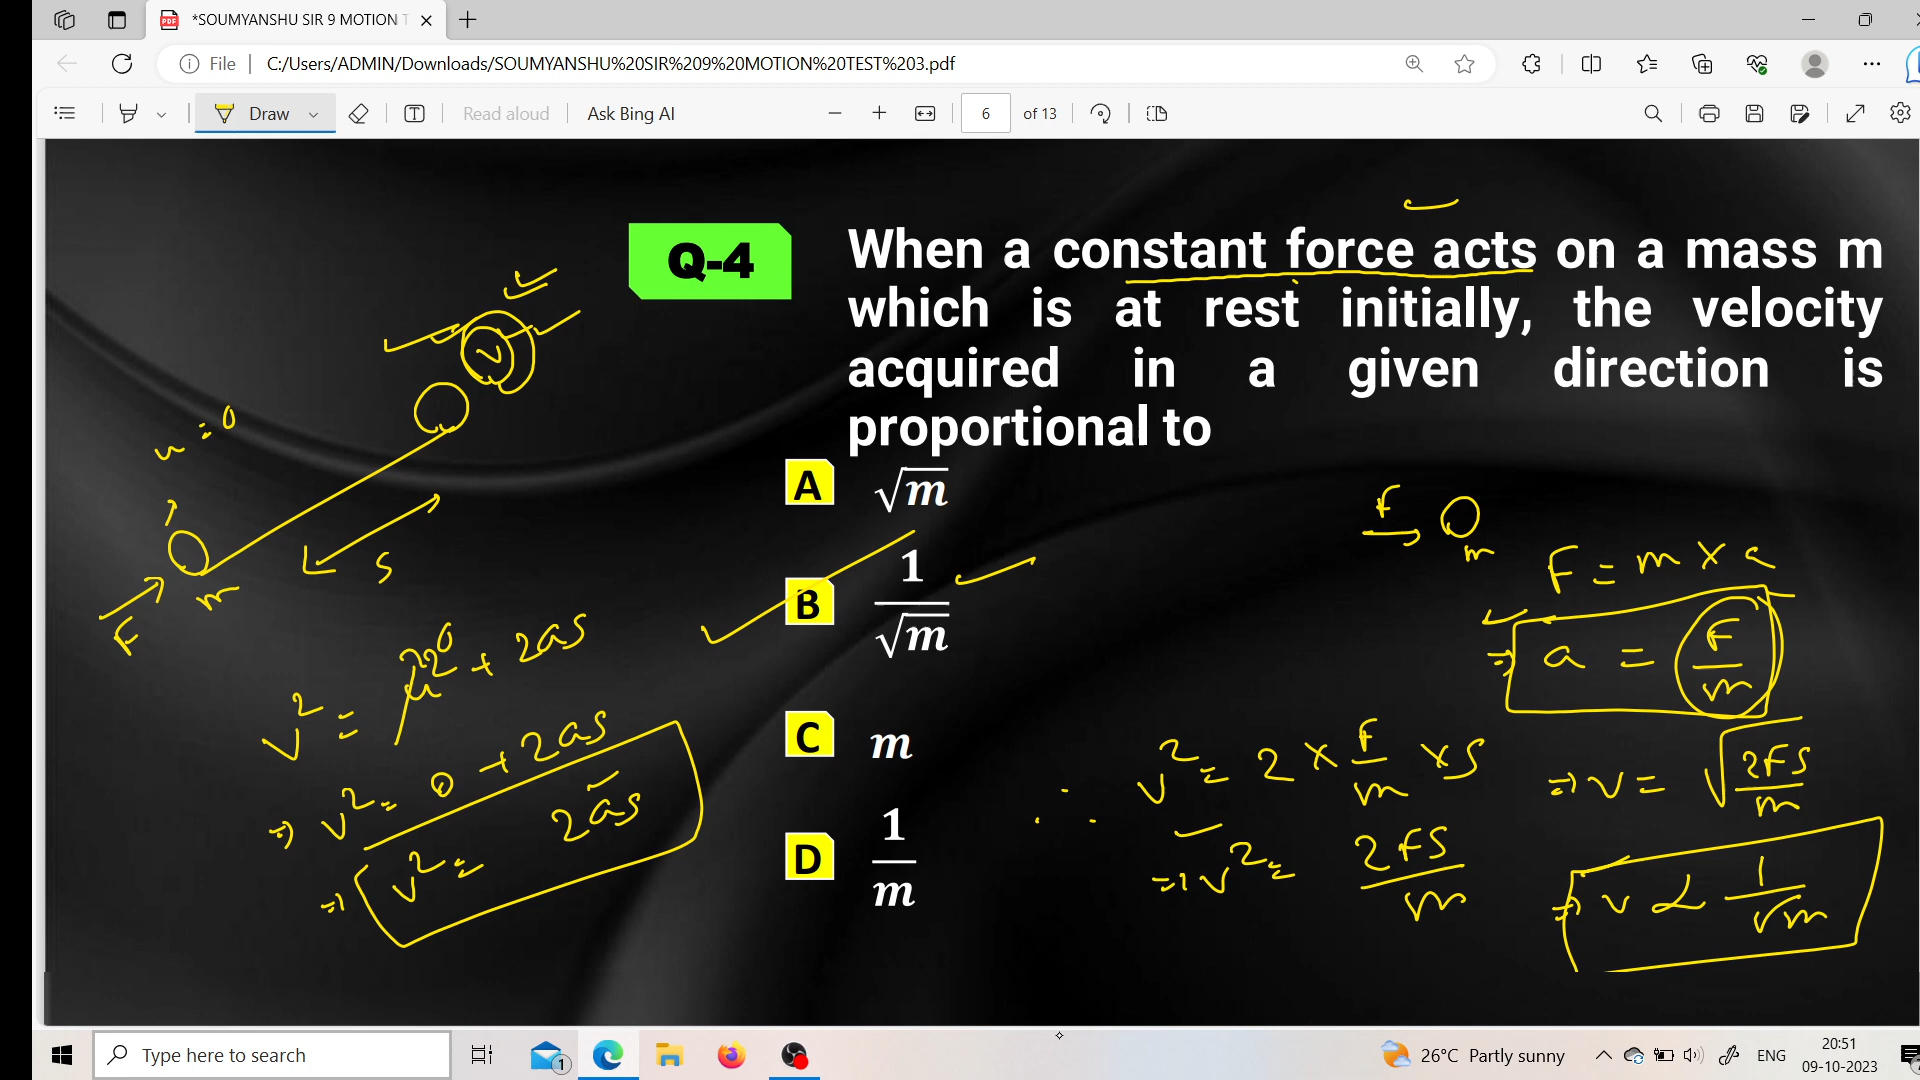 *SOUMYANSHU SIR 9 MOTION T
File C:/Users/ADMIN/Downloads/SOUMYANSHU%20SIR%209%20MOTION%20TEST%203.pdf
Draw Read aloud Ask Bing AI 6 of 13
Q-4 When a constant force acts on a mass m
which is at rest initially, the velocity
acquired in a given direction is
proportional to
A √m
B 1/√m
C m
D 1/m
v
u = 0
m
F
S
v² = u² 0 + 2as
⇒ v² = 0 + 2as
⇒ v² = 2as
F
m
F = m × a
⇒ a = F/m
∴ v² = 2 × F/m × S
⇒ v² = 2FS/m
⇒ v = √2FS/m
⇒ v ∝ 1/√m
Type here to search
1
26°C Partly sunny
ENG
20:51
09-10-2023